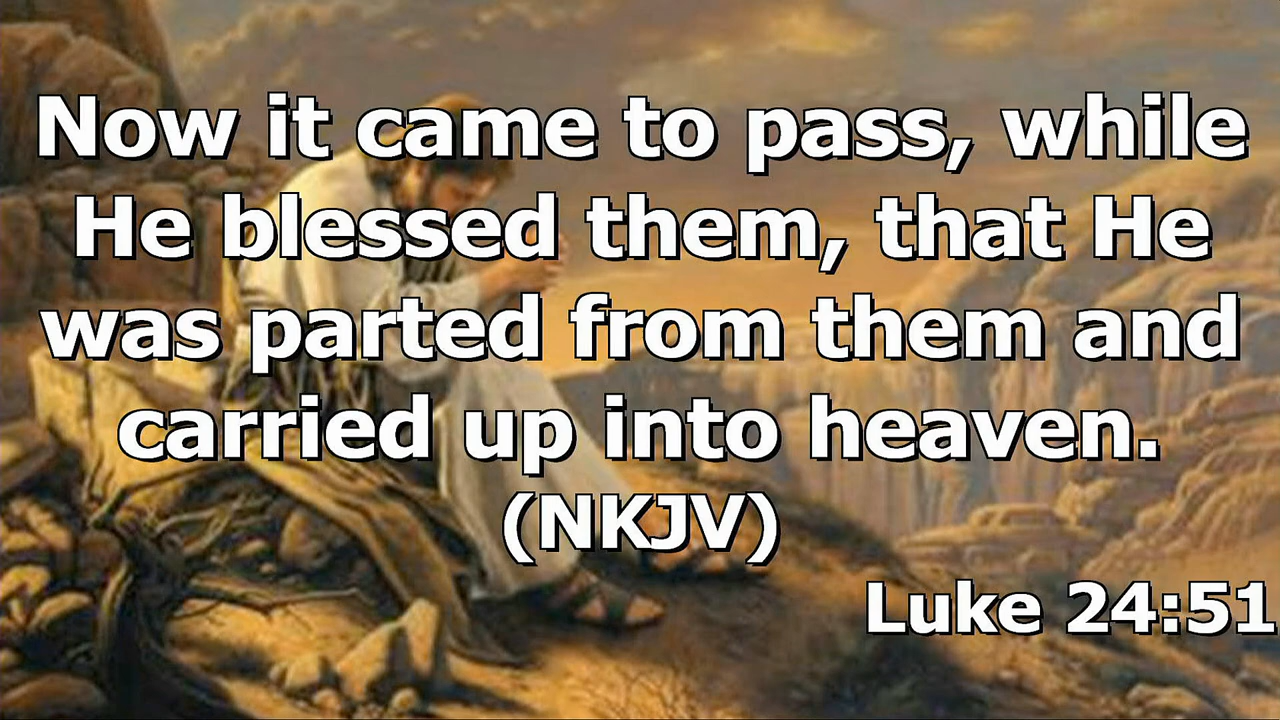 Now it came to pass, while
He blessed them, that He
was parted from them and
carried up into heaven.
(NKJV)
Luke 24:51